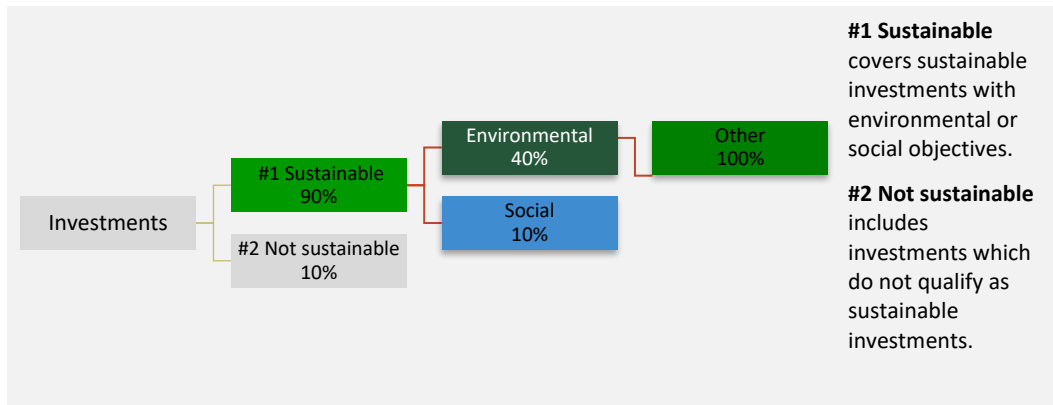 Investments
#1 Sustainable
90%
#2 Not sustainable
10%
Environmental
40%
Social
10%
Other
100%
#1 Sustainable
covers sustainable
investments with
environmental or
social objectives.
#2 Not sustainable
includes
investments which
do not qualify as
sustainable
investments.